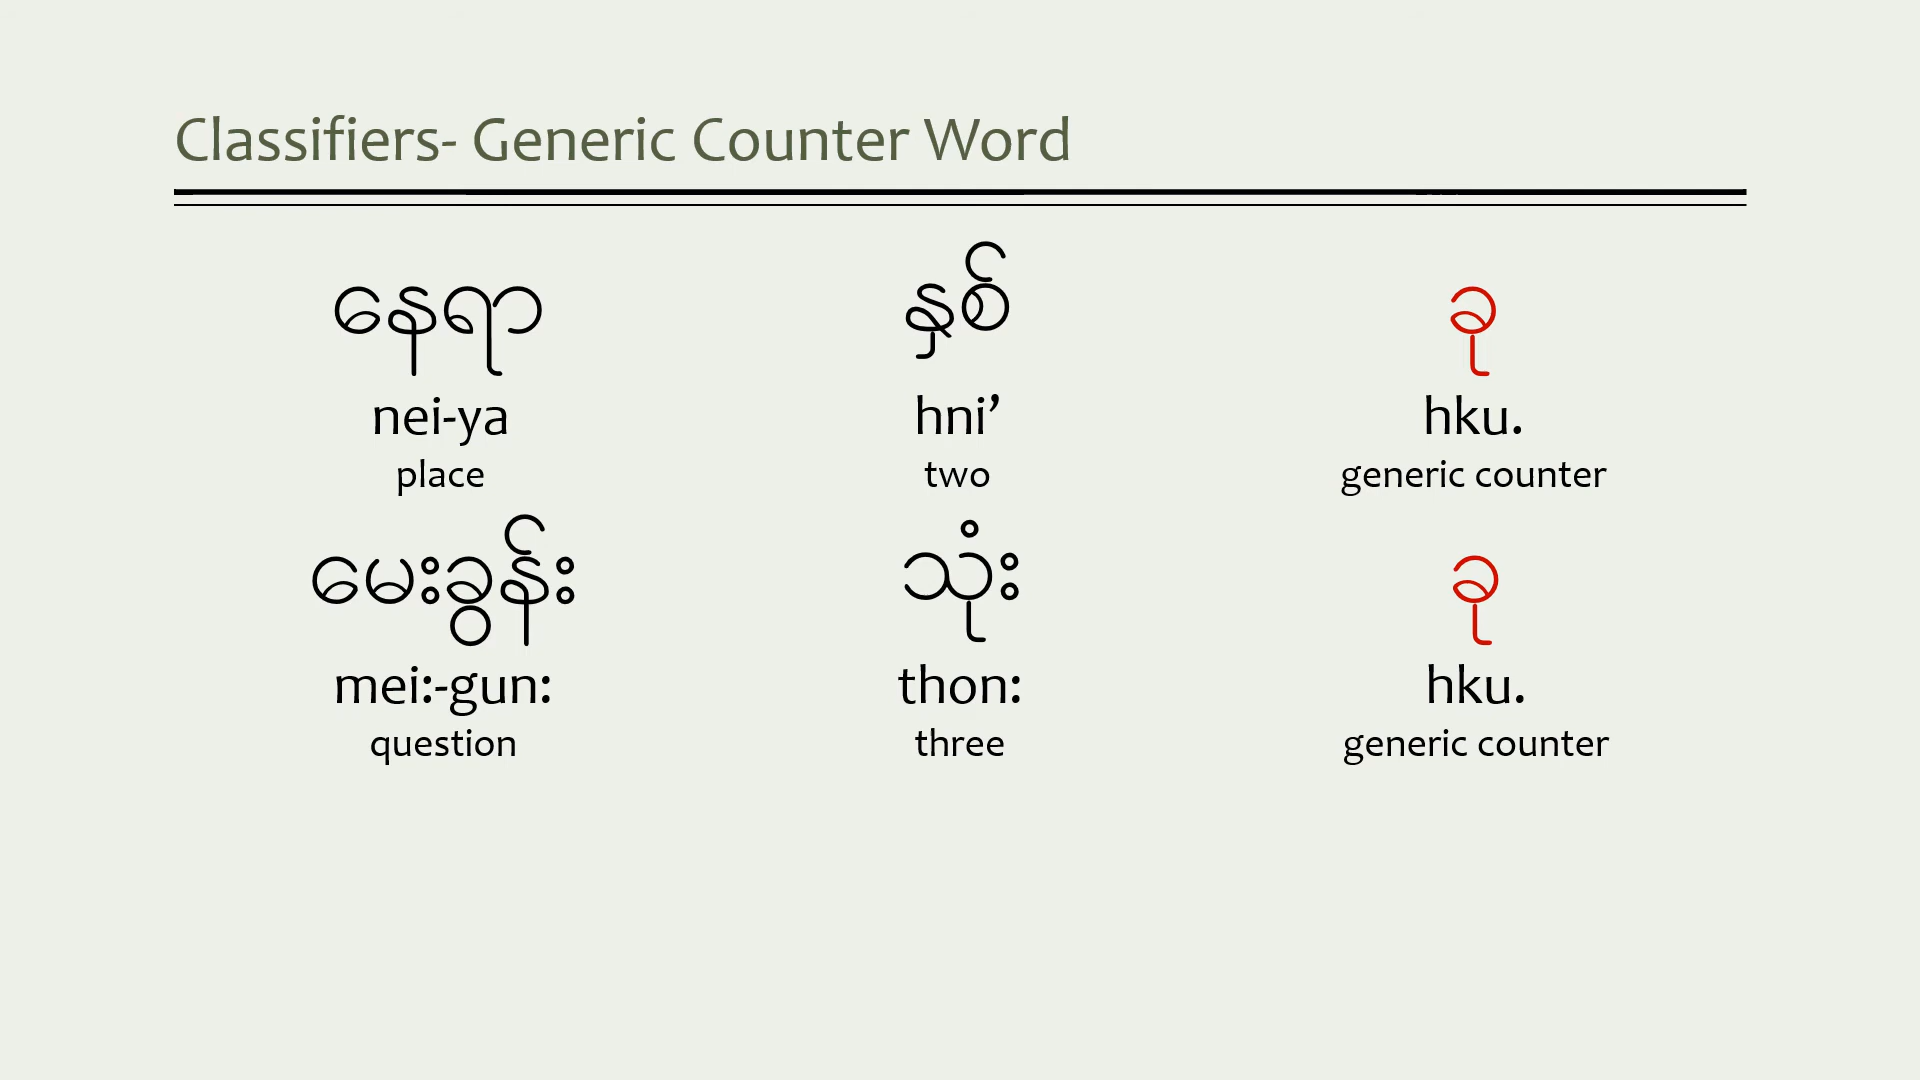 Classifiers- Generic Counter Word
နေရာ နှစ် ခု
nei-ya hni’ hku.
place two generic counter
မေးခွန်း သုံး ခု
mei:-gun: thon: hku.
question three generic counter